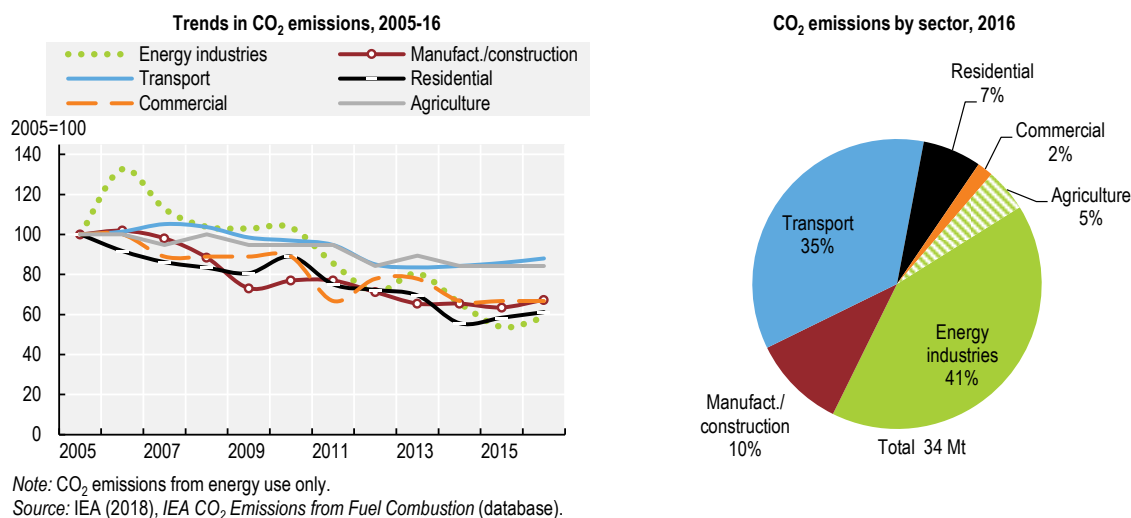 Trends in CO₂ emissions, 2005-16
Energy industries
Manufact./construction
Transport
Residential
Commercial
Agriculture
2005=100
140
120
100
80
60
40
20
0
2005
2007
2009
2011
2013
2015
CO₂ emissions by sector, 2016
Residential
7%
Commercial
2%
Agriculture
5%
Transport
35%
Energy
industries
41%
Manufact./
construction
10%
Total 34 Mt
Note: CO₂ emissions from energy use only.
Source: IEA (2018), IEA CO₂ Emissions from Fuel Combustion (database).